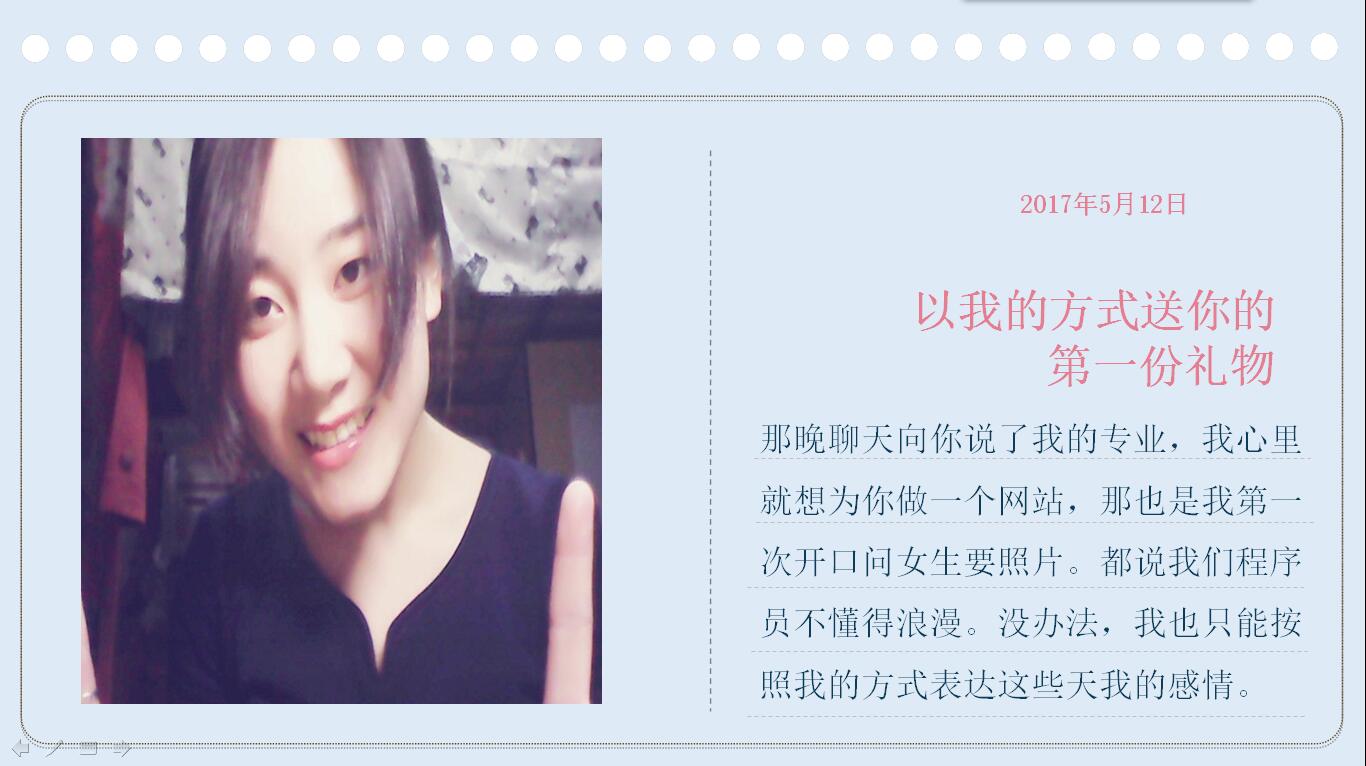 2017年5月12日
以我的方式送你的
第一份礼物
那晚聊天向你说了我的专业，我心里
就想为你做一个网站，那也是我第一
次开口问女生要照片。都说我们程序
员不懂得浪漫。没办法，我也只能按
照我的方式表达这些天我的感情。